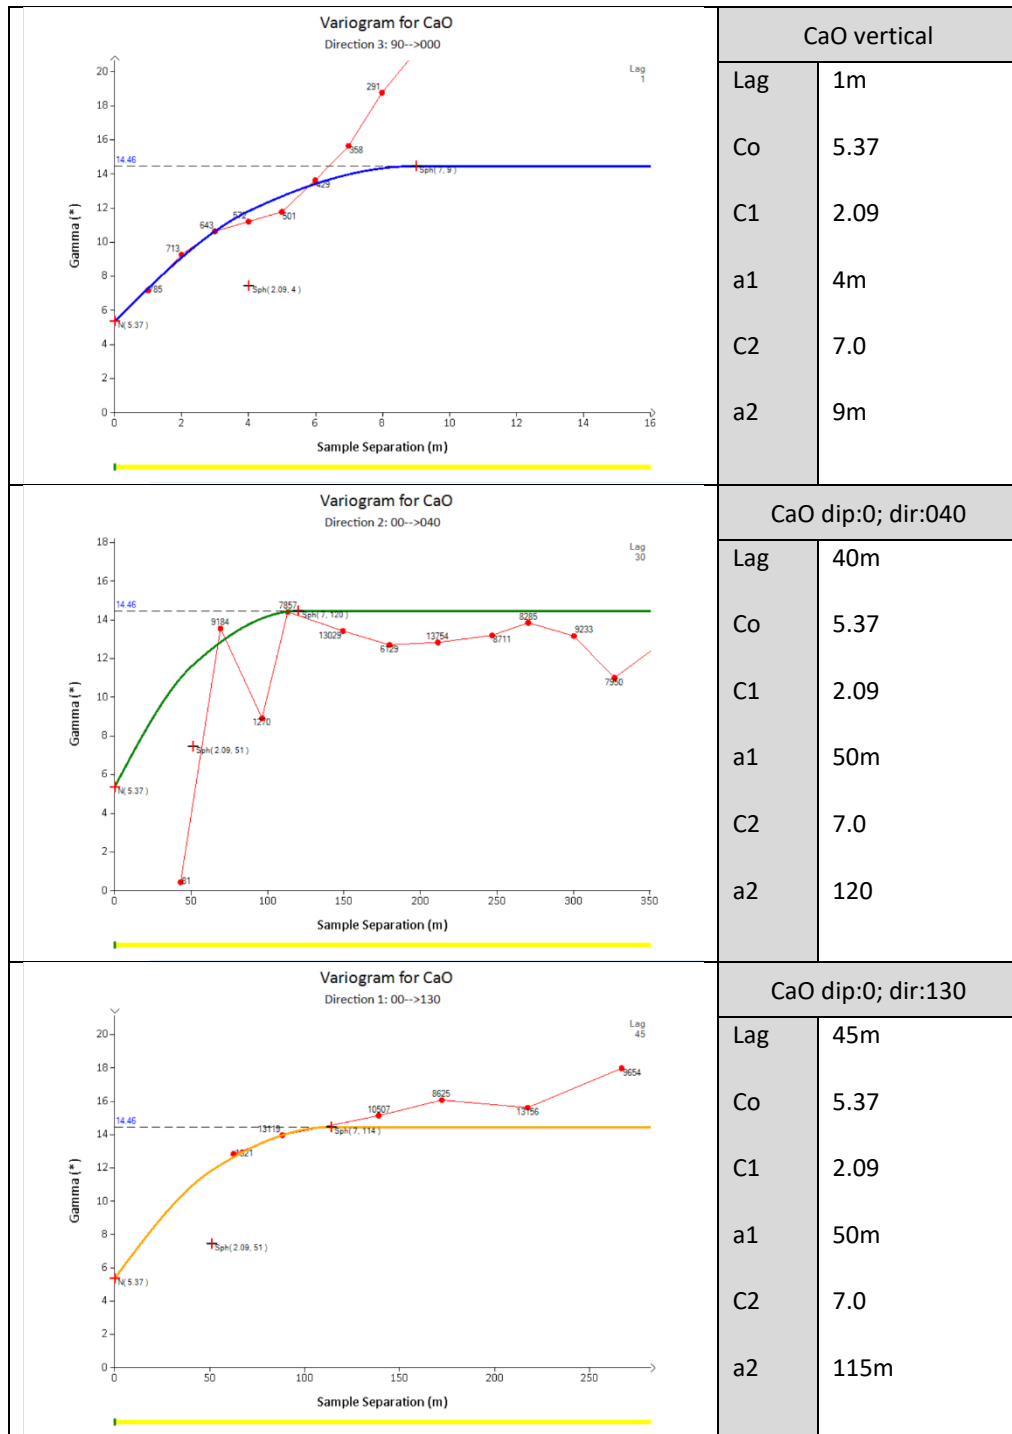 Variogram for CaO
Direction 3: 90-->000
Lag
1
Gamma (*)
20
18
16
14
12
10
8
6
4
2
0
14.46
291
358
429
501
572
643
713
785
Sph( 7, 9 )
Sph( 2.09, 4 )
N( 5.37 )
0 2 4 6 8 10 12 14 16
Sample Separation (m)
CaO vertical
Lag 1m
Co 5.37
C1 2.09
a1 4m
C2 7.0
a2 9m
Variogram for CaO
Direction 2: 00-->040
Lag
30
Gamma (*)
18
16
14
12
10
8
6
4
2
0
14.46
9184
7857
Sph( 7, 120 )
13029
6129
13754
8711
8285
9233
7950
1270
Sph( 2.09, 51 )
N( 5.37 )
81
0 50 100 150 200 250 300 350
Sample Separation (m)
CaO dip:0; dir:040
Lag 40m
Co 5.37
C1 2.09
a1 50m
C2 7.0
a2 120
Variogram for CaO
Direction 1: 00-->130
Lag
45
Gamma (*)
20
18
16
14
12
10
8
6
4
2
0
14.46
13119
10507
8625
13156
9654
Sph( 7, 114 )
Sph( 2.09, 51 )
N( 5.37 )
0 50 100 150 200 250
Sample Separation (m)
CaO dip:0; dir:130
Lag 45m
Co 5.37
C1 2.09
a1 50m
C2 7.0
a2 115m